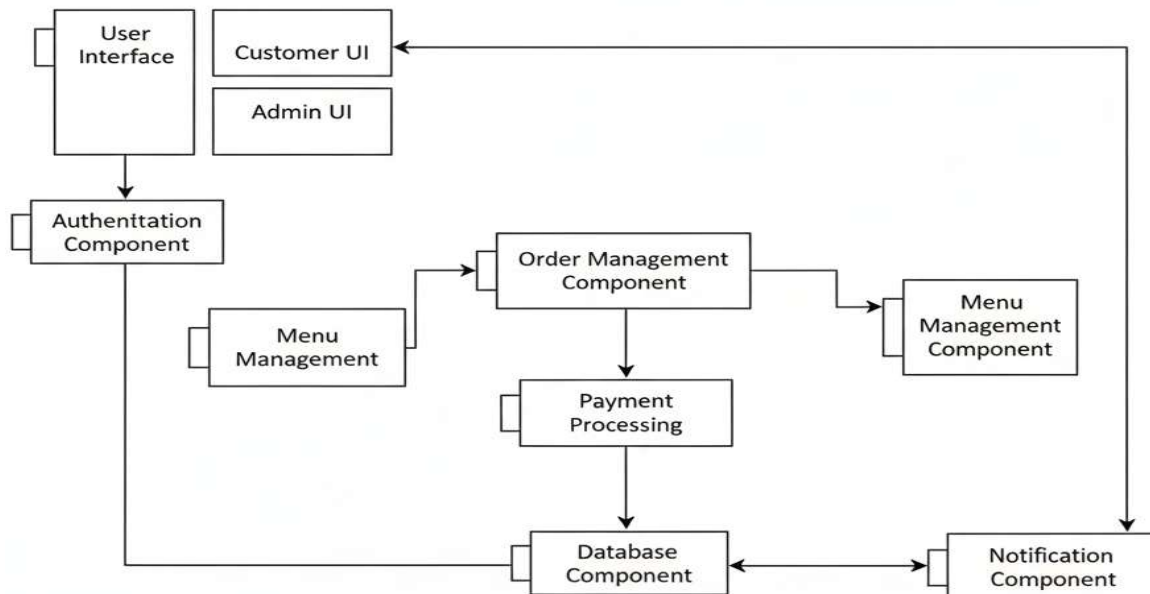 User
Interface
Customer UI
Admin UI
Authenttation
Component
Order Management
Component
Menu
Management
Menu
Management
Component
Payment
Processing
Database
Component
Notification
Component